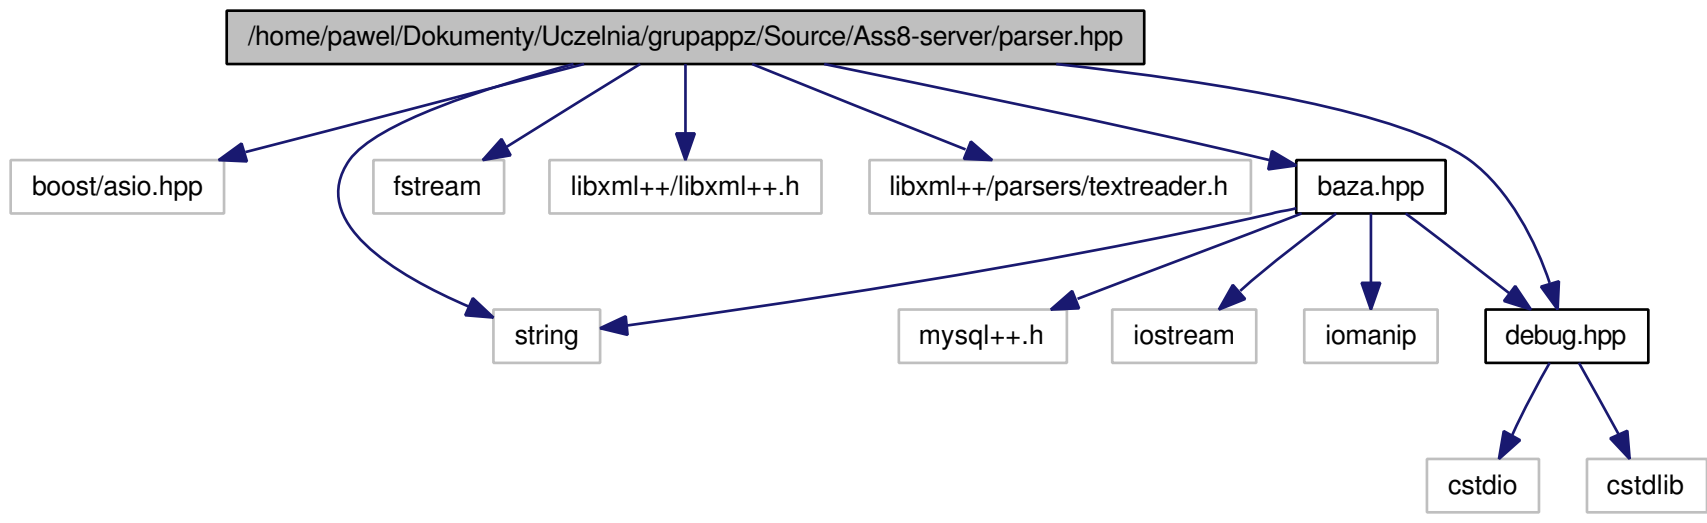 /home/pawel/Dokumenty/Uczelnia/grupappz/Source/Ass8-server/parser.hpp
boost/asio.hpp
fstream
libxml++/libxml++.h
libxml++/parsers/textreader.h
baza.hpp
string
mysql++.h
iostream
iomanip
debug.hpp
cstdio
cstdlib